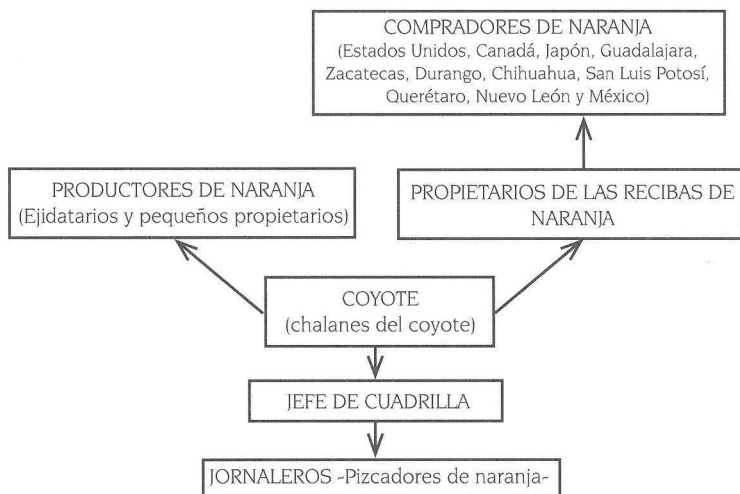 COMPRADORES DE NARANJA
(Estados Unidos, Canadá, Japón, Guadalajara,
Zacatecas, Durango, Chihuahua, San Luis Potosí,
Querétaro, Nuevo León y México)
PRODUCTORES DE NARANJA
(Ejidatarios y pequeños propietarios)
PROPIETARIOS DE LAS RECIBAS DE
NARANJA
COYOTE
(chalanes del coyote)
JEFE DE CUADRILLA
JORNALEROS -Pizcadores de naranja-